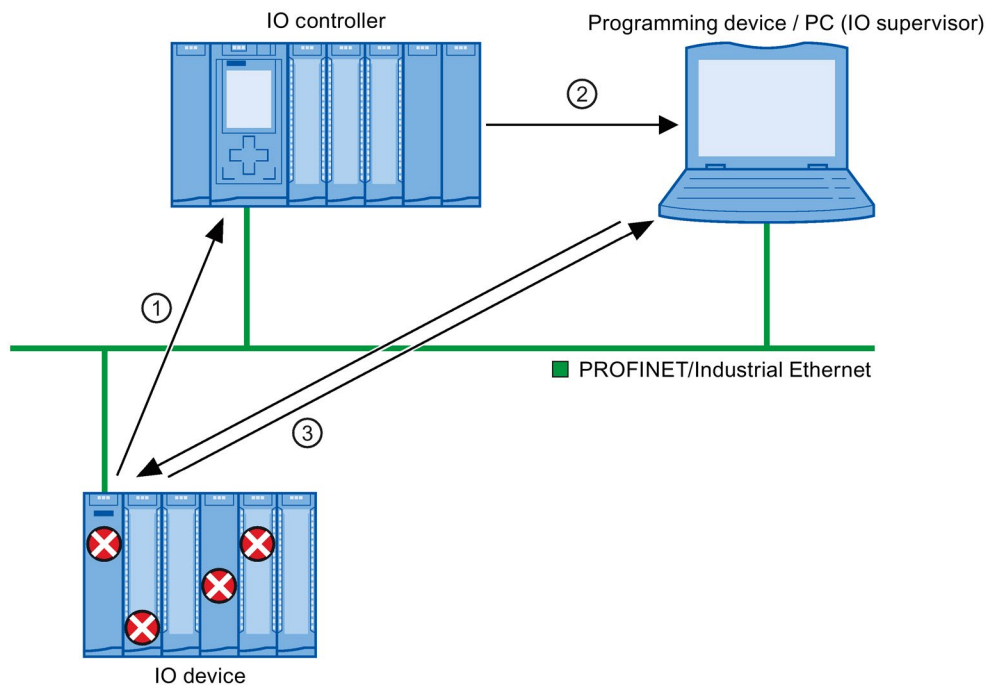 IO controller
Programming device / PC (IO supervisor)
2
1
PROFINET/Industrial Ethernet
3
IO device